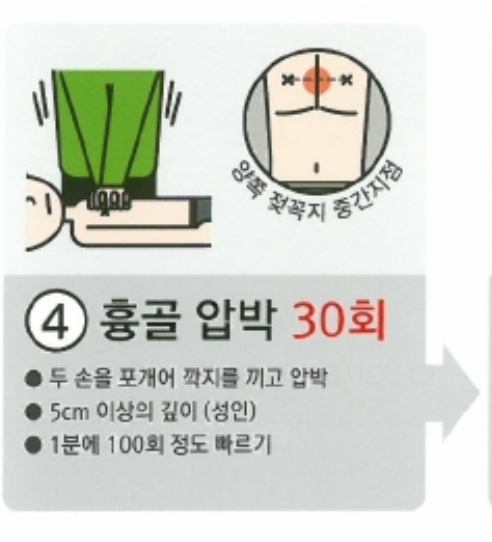 양쪽 젖꼭지 중간지점
④ 흉골 압박 30회
● 두 손을 포개어 깍지를 끼고 압박
● 5cm 이상의 깊이 (성인)
● 1분에 100회 정도 빠르기